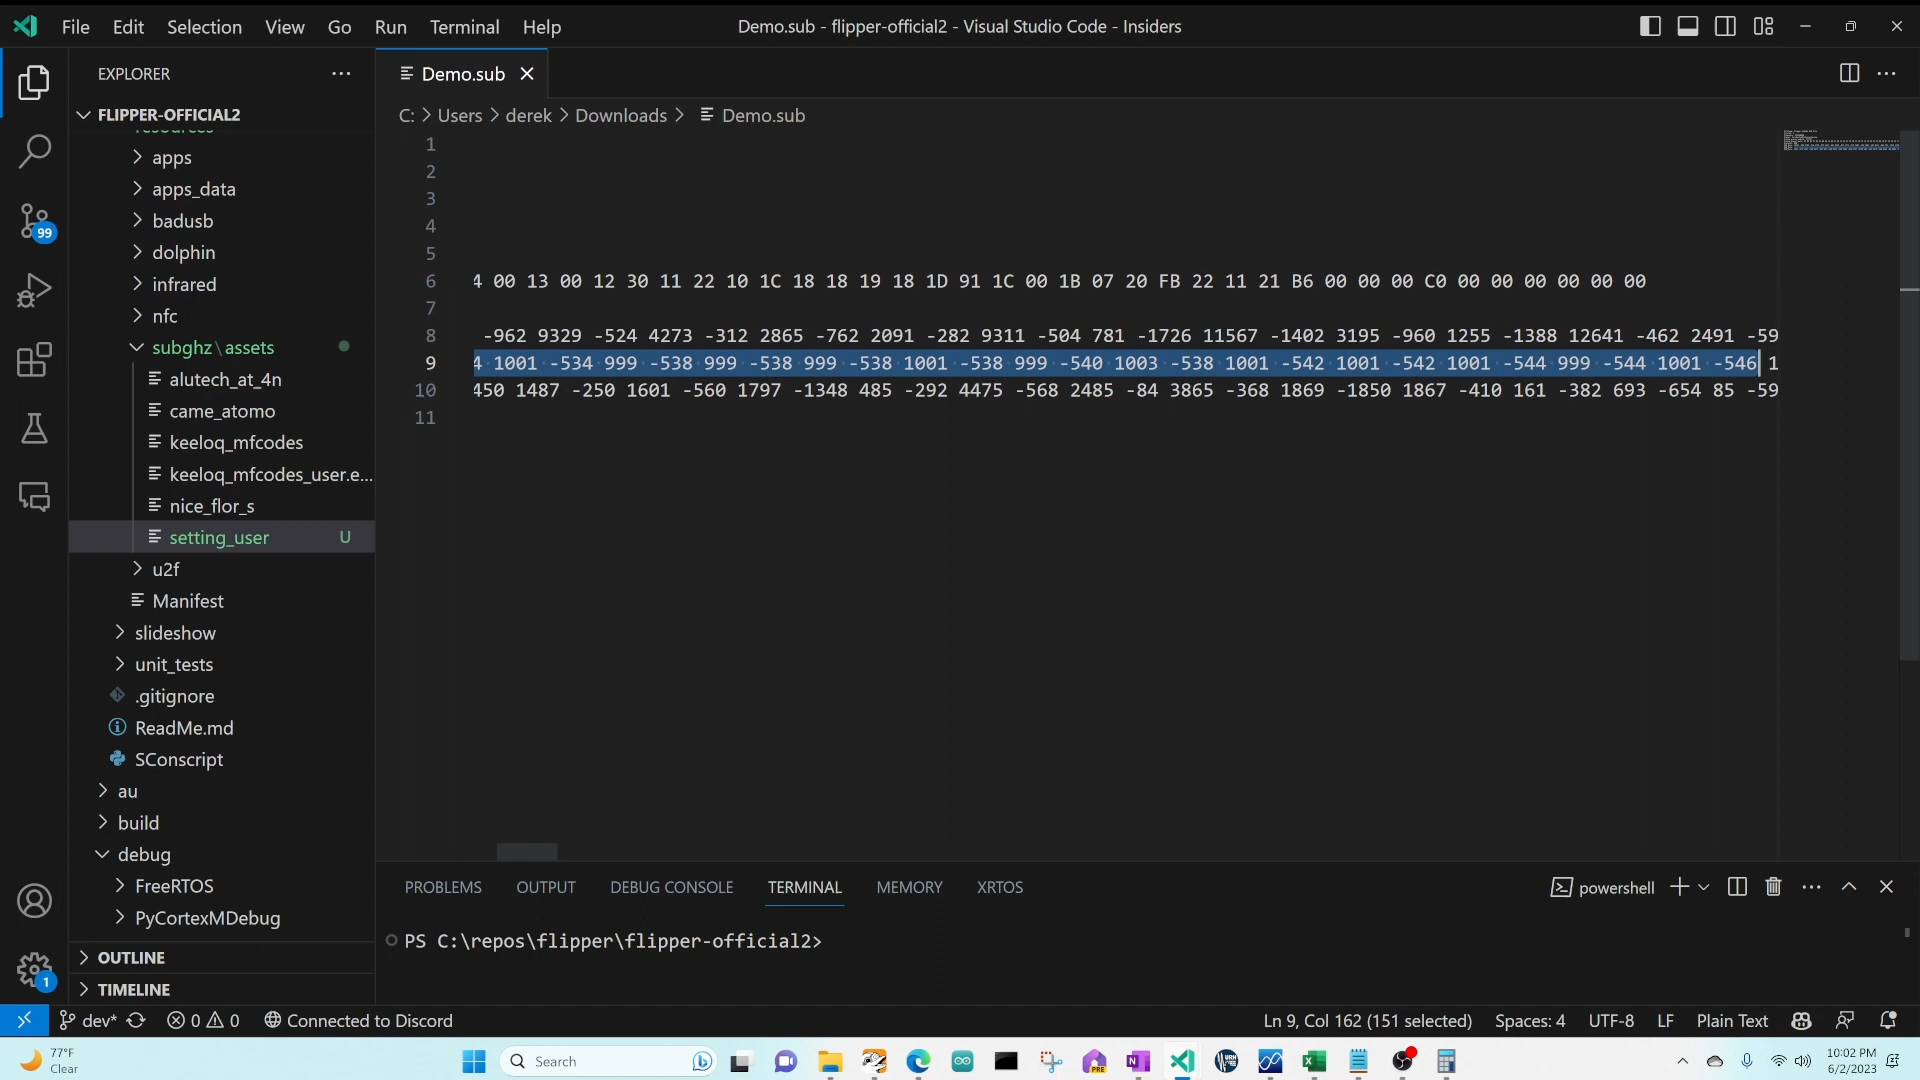 File Edit Selection View Go Run Terminal Help
Demo.sub - flipper-official2 - Visual Studio Code - Insiders
EXPLORER
Demo.sub
FLIPPER-OFFICIAL2
C: > Users > derek > Downloads > Demo.sub
resources
apps
apps_data
badusb
dolphin
infrared
nfc
subghz\assets
alutech_at_4n
came_atomo
keeloq_mfcodes
keeloq_mfcodes_user.e...
nice_flor_s
setting_user U
u2f
Manifest
slideshow
unit_tests
.gitignore
ReadMe.md
SConscript
au
build
debug
FreeRTOS
PyCortexMDebug
OUTLINE
TIMELINE
99
1
1
2
3
4
5
6 4 00 13 00 12 30 11 22 10 1C 18 18 19 18 1D 91 1C 00 1B 07 20 FB 22 11 21 B6 00 00 00 C0 00 00 00 00 00 00
7
8 -962 9329 -524 4273 -312 2865 -762 2091 -282 9311 -504 781 -1726 11567 -1402 3195 -960 1255 -1388 12641 -462 2491 -59
9 4 1001 -534 999 -538 999 -538 999 -538 1001 -538 999 -540 1003 -538 1001 -542 1001 -542 1001 -544 999 -544 1001 -546 1
10 450 1487 -250 1601 -560 1797 -1348 485 -292 4475 -568 2485 -84 3865 -368 1869 -1850 1867 -410 161 -382 693 -654 85 -59
11
PROBLEMS OUTPUT DEBUG CONSOLE TERMINAL MEMORY XRTOS
powershell
PS C:\repos\flipper\flipper-official2>
dev* 0 0 Connected to Discord
Ln 9, Col 162 (151 selected) Spaces: 4 UTF-8 LF Plain Text
77°F
Clear
Search
PRE
10:02 PM
6/2/2023